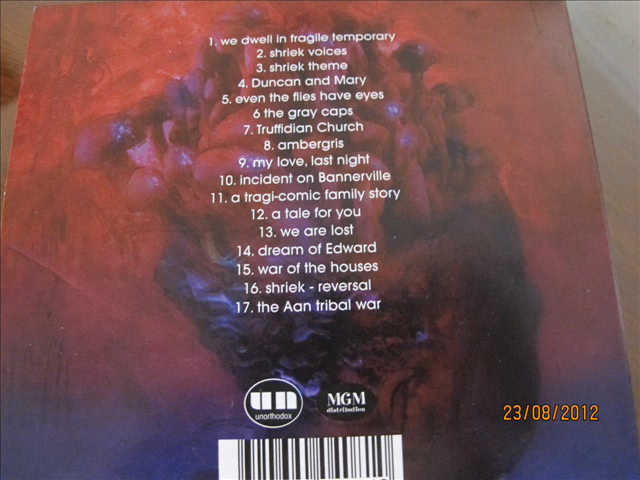 1. we dwell in fragile temporary
2. shriek voices
3. shriek theme
4. Duncan and Mary
5. even the flies have eyes
6 the gray caps
7. Truffidian Church
8. ambergris
9. my love, last night
10. incident on Bannerville
11. a tragi-comic family story
12. a tale for you
13. we are lost
14. dream of Edward
15. war of the houses
16. shriek - reversal
17. the Aan tribal war
un
unorthodox
MGM
distribution
23/08/2012